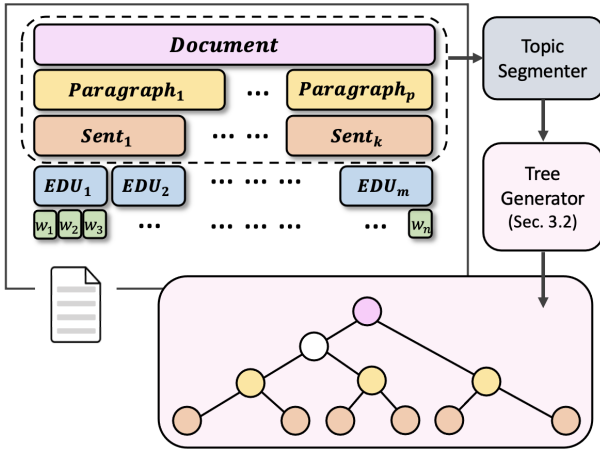 Document
Topic
Segmenter
Paragraph₁ ... Paragraphₚ
Sent₁ ... ... Sentₖ
EDU₁ EDU₂ ... ... ... EDUₘ
w₁ w₂ w₃ ... ... ... ... ... wₙ
Tree
Generator
(Sec. 3.2)